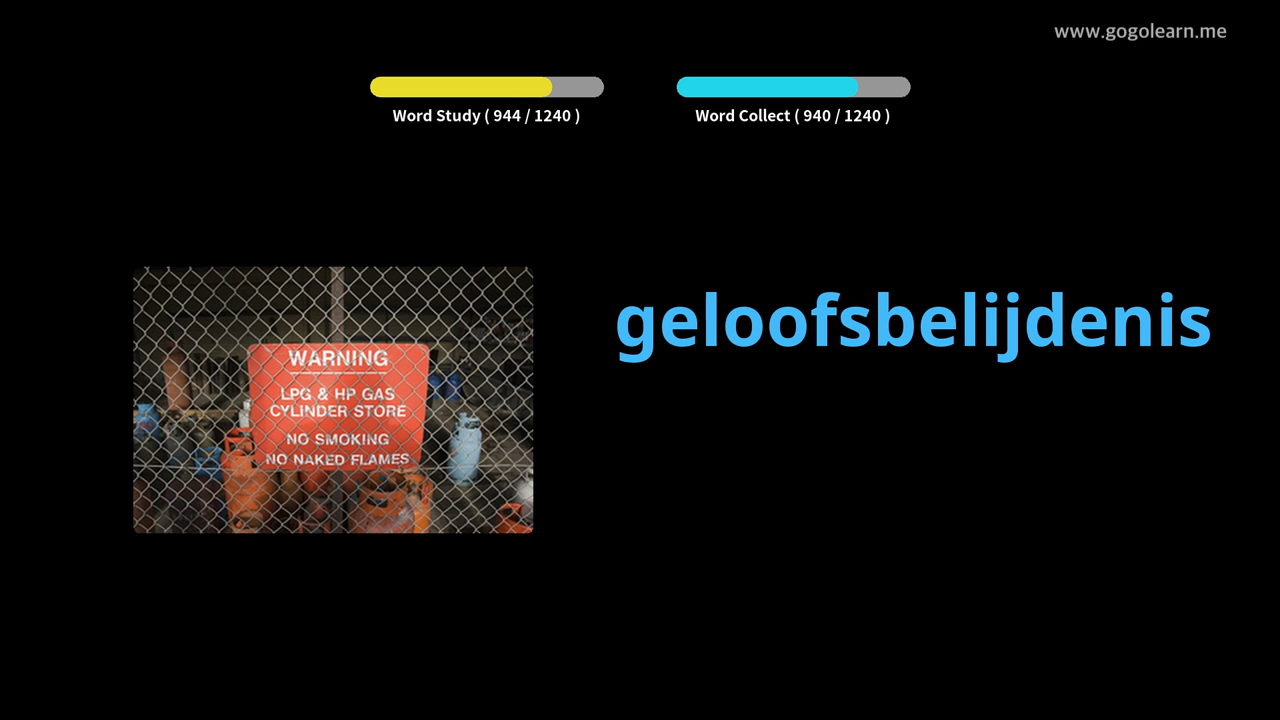 www.gogolearn.me
Word Study ( 944 / 1240 )
Word Collect ( 940 / 1240 )
geloofsbelijdenis
WARNING
LPG & HP GAS
CYLINDER STORE
NO SMOKING
NO NAKED FLAMES